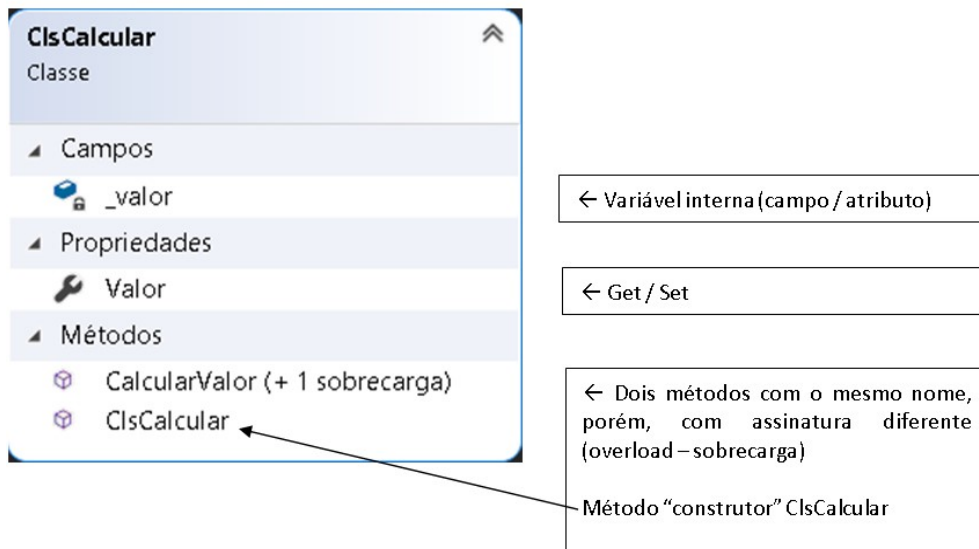 ClsCalcular
Classe
Campos
_valor
Propriedades
Valor
Métodos
CalcularValor (+ 1 sobrecarga)
ClsCalcular
← Variável interna (campo / atributo)
← Get / Set
← Dois métodos com o mesmo nome,
porém, com assinatura diferente
(overload – sobrecarga)
Método “construtor” ClsCalcular